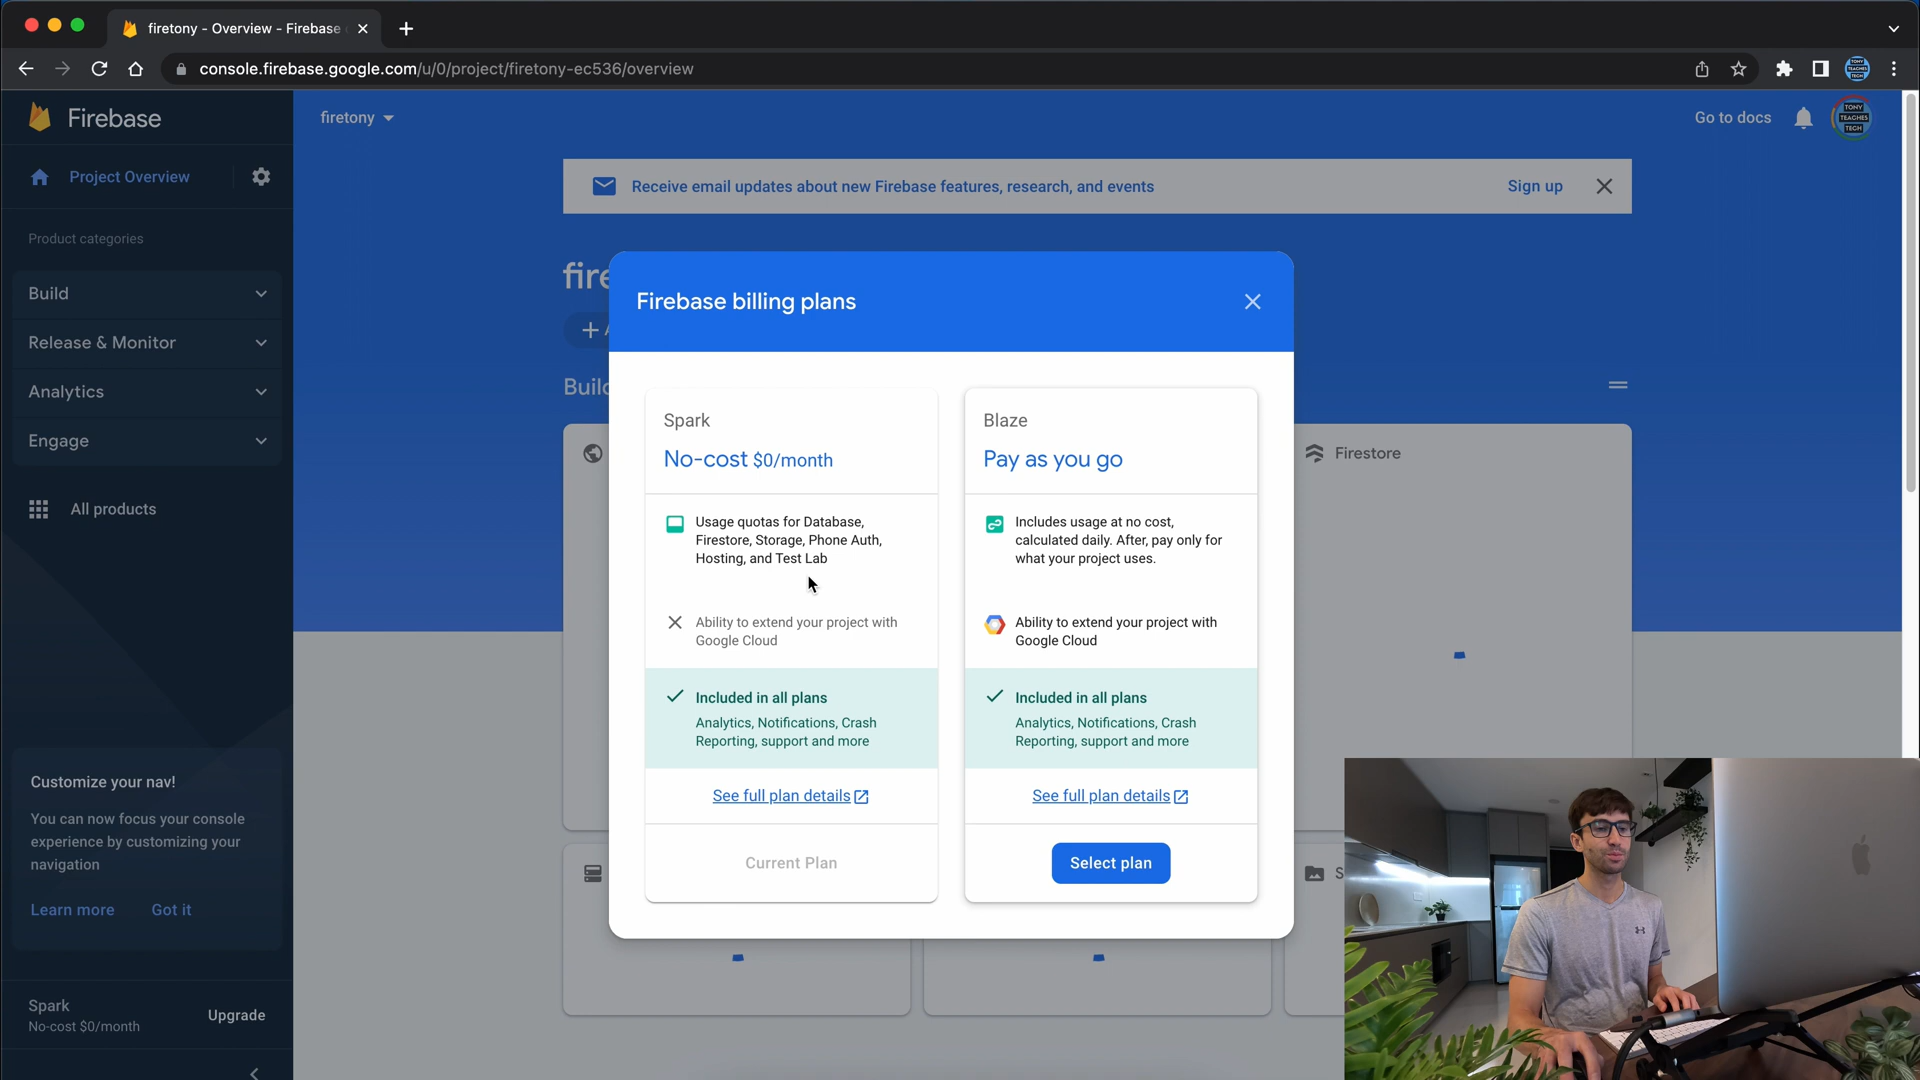 firetony - Overview - Firebase
console.firebase.google.com/u/0/project/firetony-ec536/overview
Firebase
firetony
Go to docs
TONY
TEACHES
TECH
Project Overview
Receive email updates about new Firebase features, research, and events
Sign up
Product categories
Build
Release & Monitor
Analytics
Engage
All products
Firebase billing plans
Spark
No-cost $0/month
Usage quotas for Database,
Firestore, Storage, Phone Auth,
Hosting, and Test Lab
Ability to extend your project with
Google Cloud
Included in all plans
Analytics, Notifications, Crash
Reporting, support and more
See full plan details
Current Plan
Blaze
Pay as you go
Includes usage at no cost,
calculated daily. After, pay only for
what your project uses.
Ability to extend your project with
Google Cloud
Included in all plans
Analytics, Notifications, Crash
Reporting, support and more
See full plan details
Select plan
Firestore
Customize your nav!
You can now focus your console
experience by customizing your
navigation
Learn more
Got it
Spark
No-cost $0/month
Upgrade